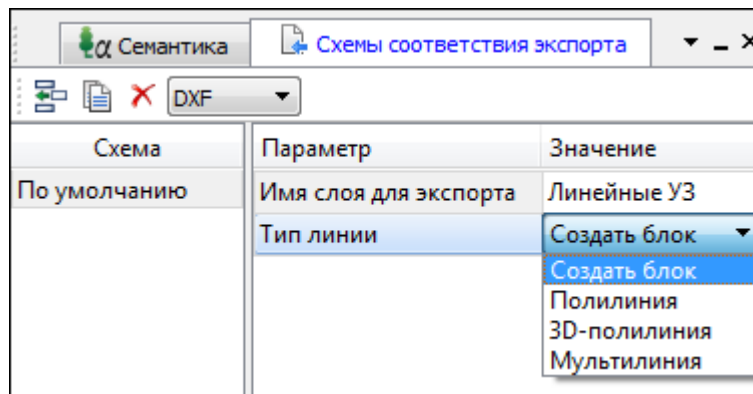 α Семантика Схемы соответствия экспорта
DXF
Схема Параметр Значение
По умолчанию Имя слоя для экспорта Линейные УЗ
Тип линии Создать блок
Создать блок
Полилиния
3D-полилиния
Мультилиния